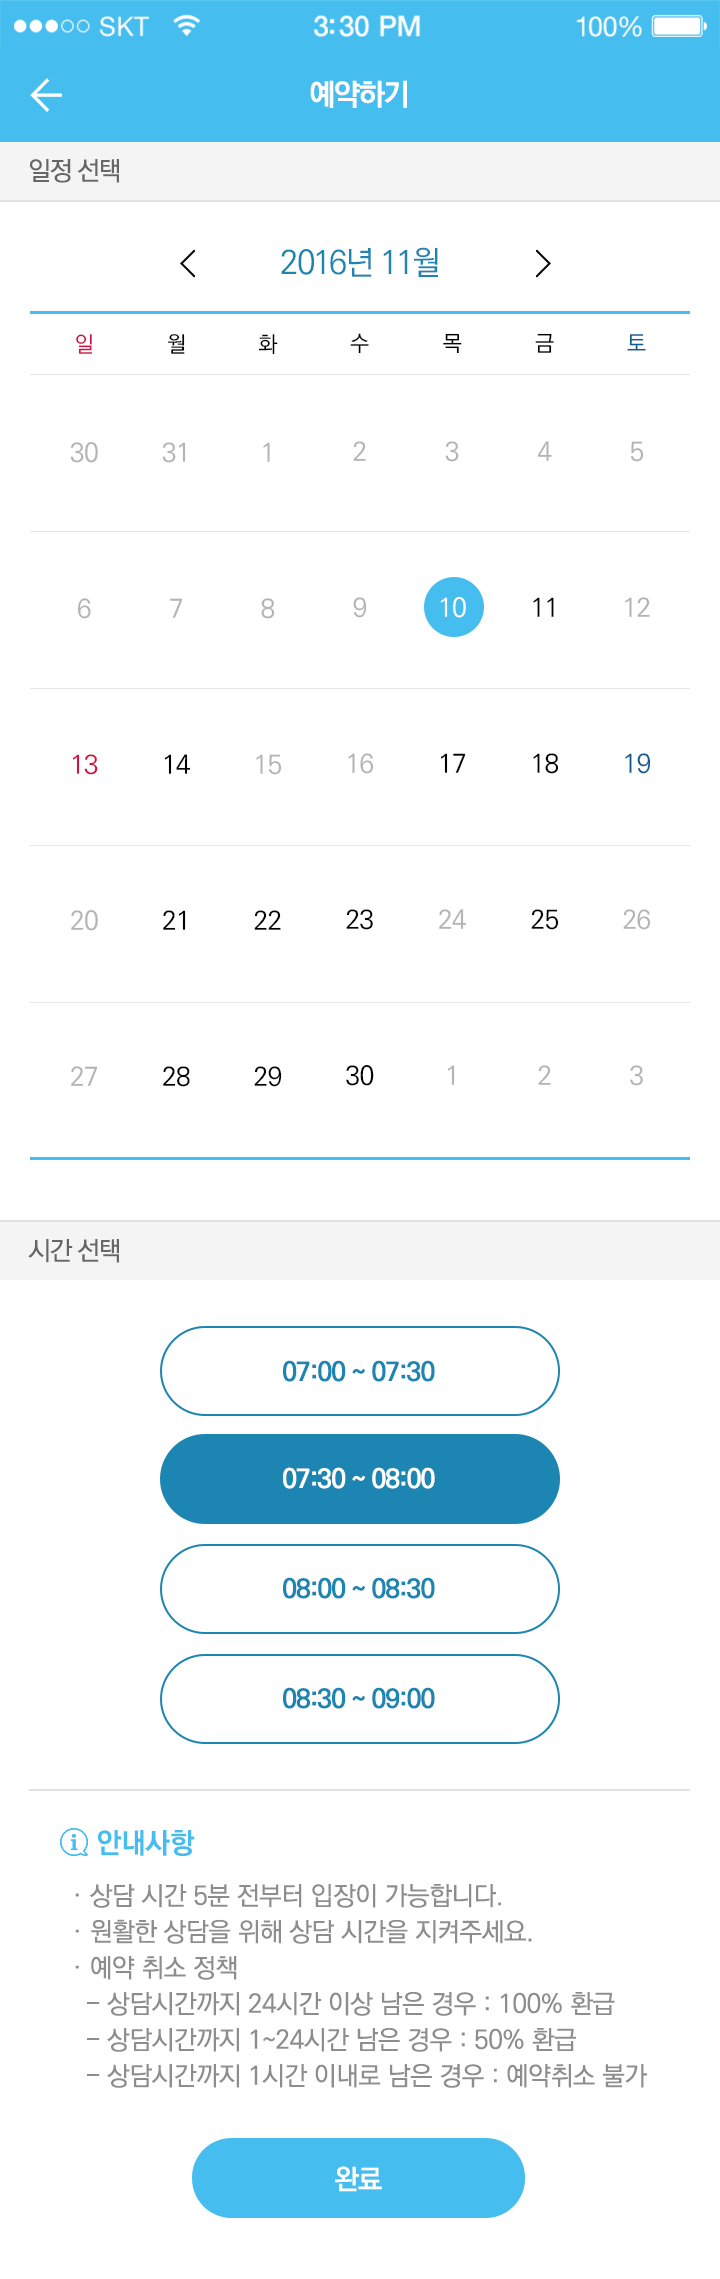 SKT 3:30 PM 100%
예약하기
일정 선택
2016년 11월
일 월 화 수 목 금 토
30 31 1 2 3 4 5
6 7 8 9 10 11 12
13 14 15 16 17 18 19
20 21 22 23 24 25 26
27 28 29 30 1 2 3
시간 선택
07:00 ~ 07:30
07:30 ~ 08:00
08:00 ~ 08:30
08:30 ~ 09:00
안내사항
· 상담 시간 5분 전부터 입장이 가능합니다.
· 원활한 상담을 위해 상담 시간을 지켜주세요.
· 예약 취소 정책
– 상담시간까지 24시간 이상 남은 경우 : 100% 환급
– 상담시간까지 1~24시간 남은 경우 : 50% 환급
– 상담시간까지 1시간 이내로 남은 경우 : 예약취소 불가
완료